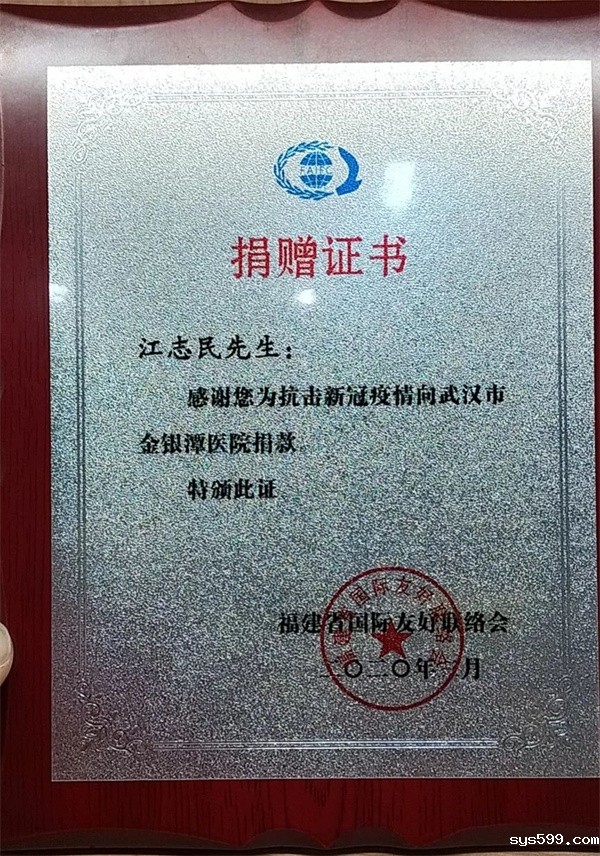 FAIFC
捐赠证书
江志民先生：
感谢您为抗击新冠疫情向武汉市
金银潭医院捐款。
特颁此证
福建省国际友好联络会
二〇二〇年 月
sys599.com